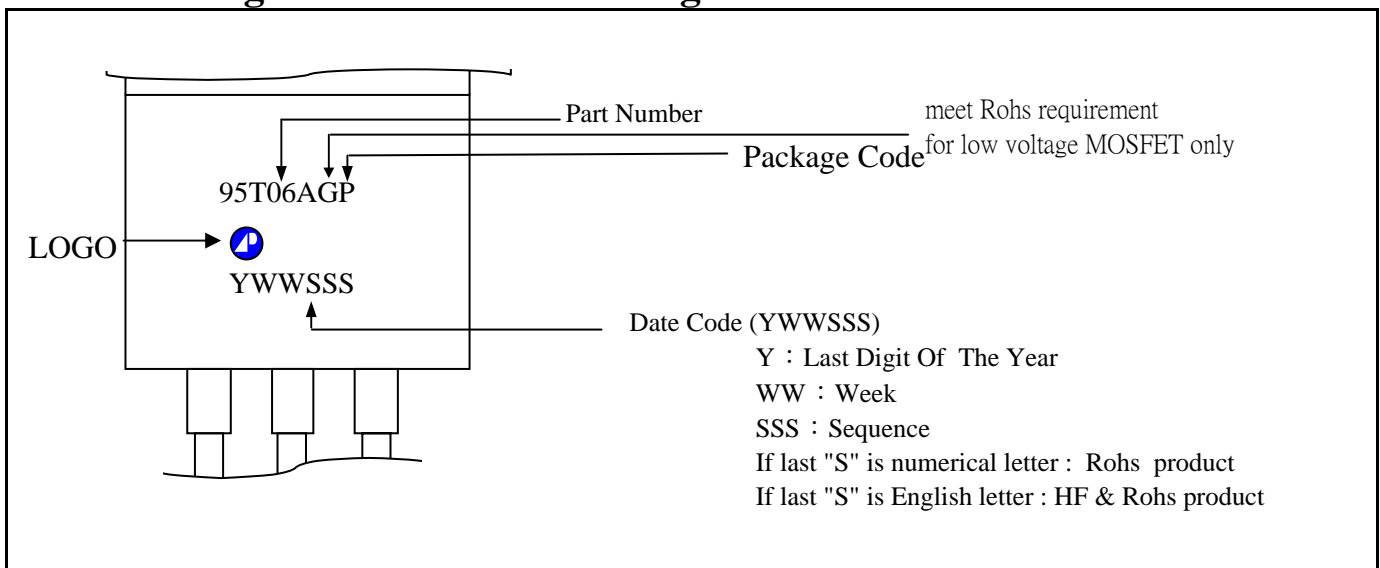 Part Number
meet Rohs requirement
for low voltage MOSFET only
Package Code
95T06AGP
LOGO
YWWSSS
Date Code (YWWSSS)
Y：Last Digit Of The Year
WW：Week
SSS：Sequence
If last "S" is numerical letter : Rohs product
If last "S" is English letter : HF & Rohs product